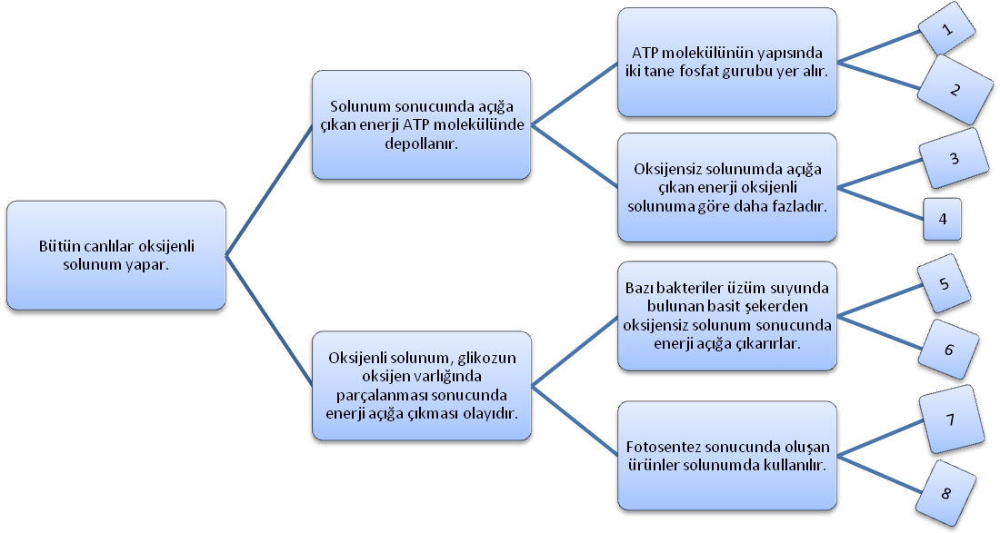 Bütün canlılar oksijenli
solunum yapar.
Solunum sonucuında açığa
çıkan enerji ATP molekülünde
depollanır.
Oksijenli solunum, glikozun
oksijen varlığında
parçalanması sonucunda
enerji açığa çıkması olayıdır.
ATP molekülünün yapısında
iki tane fosfat gurubu yer alır.
Oksijensiz solunumda açığa
çıkan enerji oksijenli
solunuma göre daha fazladır.
Bazı bakteriler üzüm suyunda
bulunan basit şekerden
oksijensiz solunum sonucunda
enerji açığa çıkarırlar.
Fotosentez sonucunda oluşan
ürünler solunumda kullanılır.
1
2
3
4
5
6
7
8